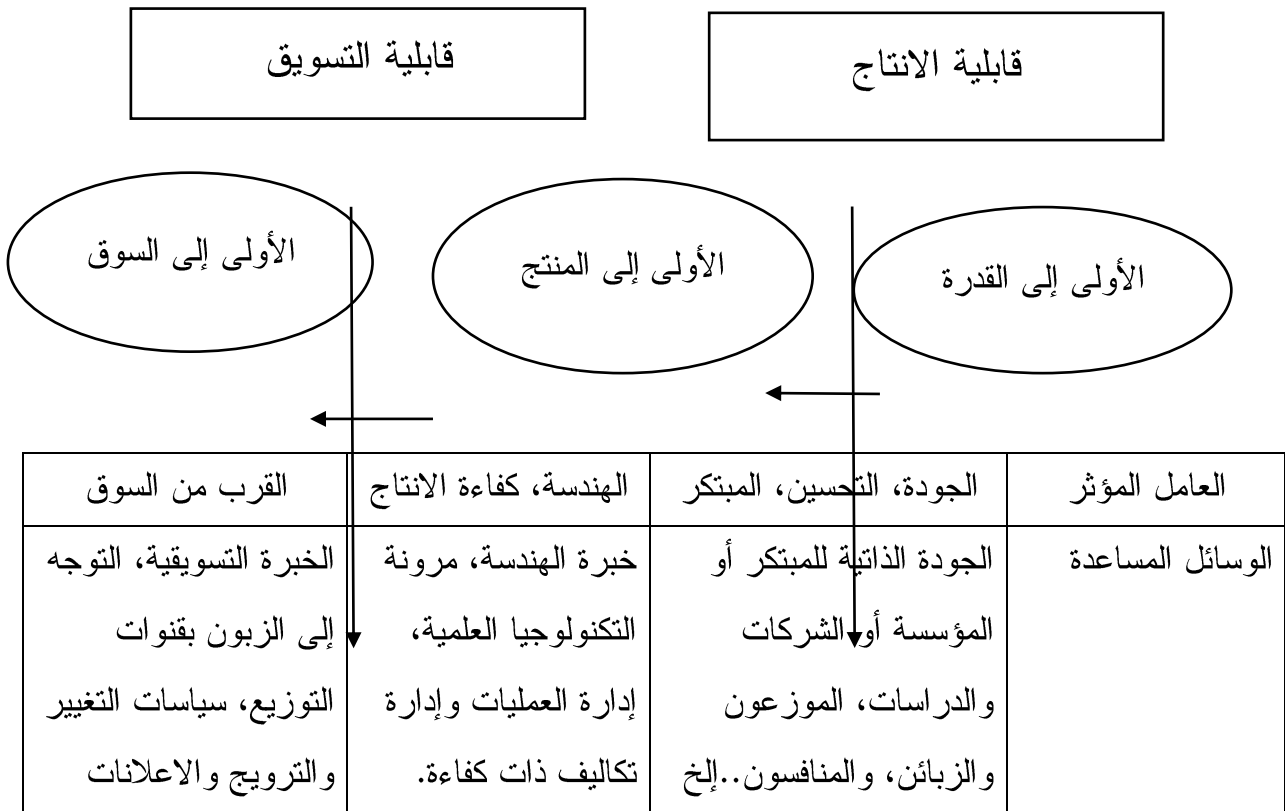 قابلية الانتاج
قابلية التسويق
الأولى إلى القدرة
الأولى إلى المنتج
الأولى إلى السوق
العامل المؤثر
الجودة، التحسين، المبتكر
الهندسة، كفاءة الانتاج
القرب من السوق
الوسائل المساعدة
الجودة الذاتية للمبتكر أو
المؤسسة أو الشركات
والدراسات، الموزعون
والزبائن، والمنافسون..إلخ
خبرة الهندسة، مرونة
التكنولوجيا العلمية،
إدارة العمليات وإدارة
تكاليف ذات كفاءة.
الخبرة التسويقية، التوجه
إلى الزبون بقنوات
التوزيع، سياسات التغيير
والترويج والاعلانات